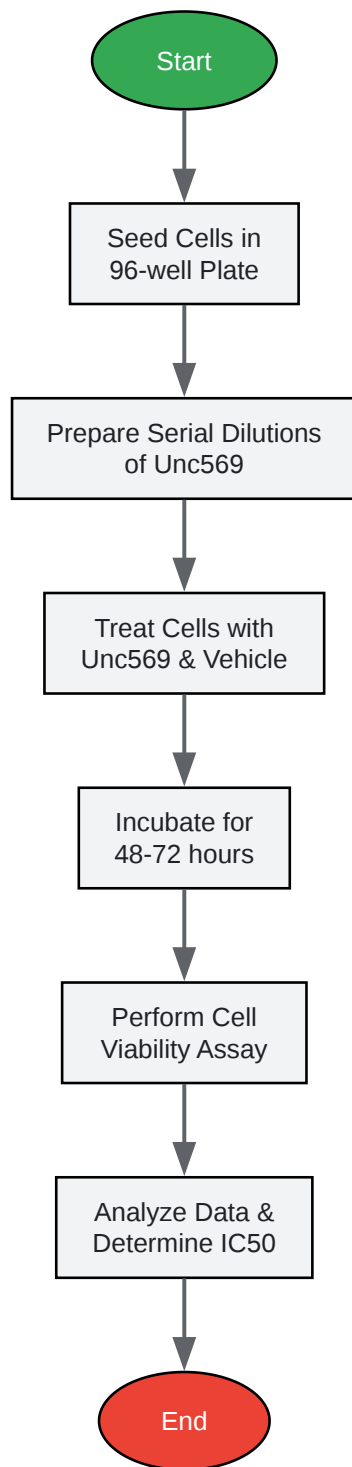 Start
Seed Cells in
96-well Plate
Prepare Serial Dilutions
of Unc569
Treat Cells with
Unc569 & Vehicle
Incubate for
48-72 hours
Perform Cell
Viability Assay
Analyze Data &
Determine IC50
End